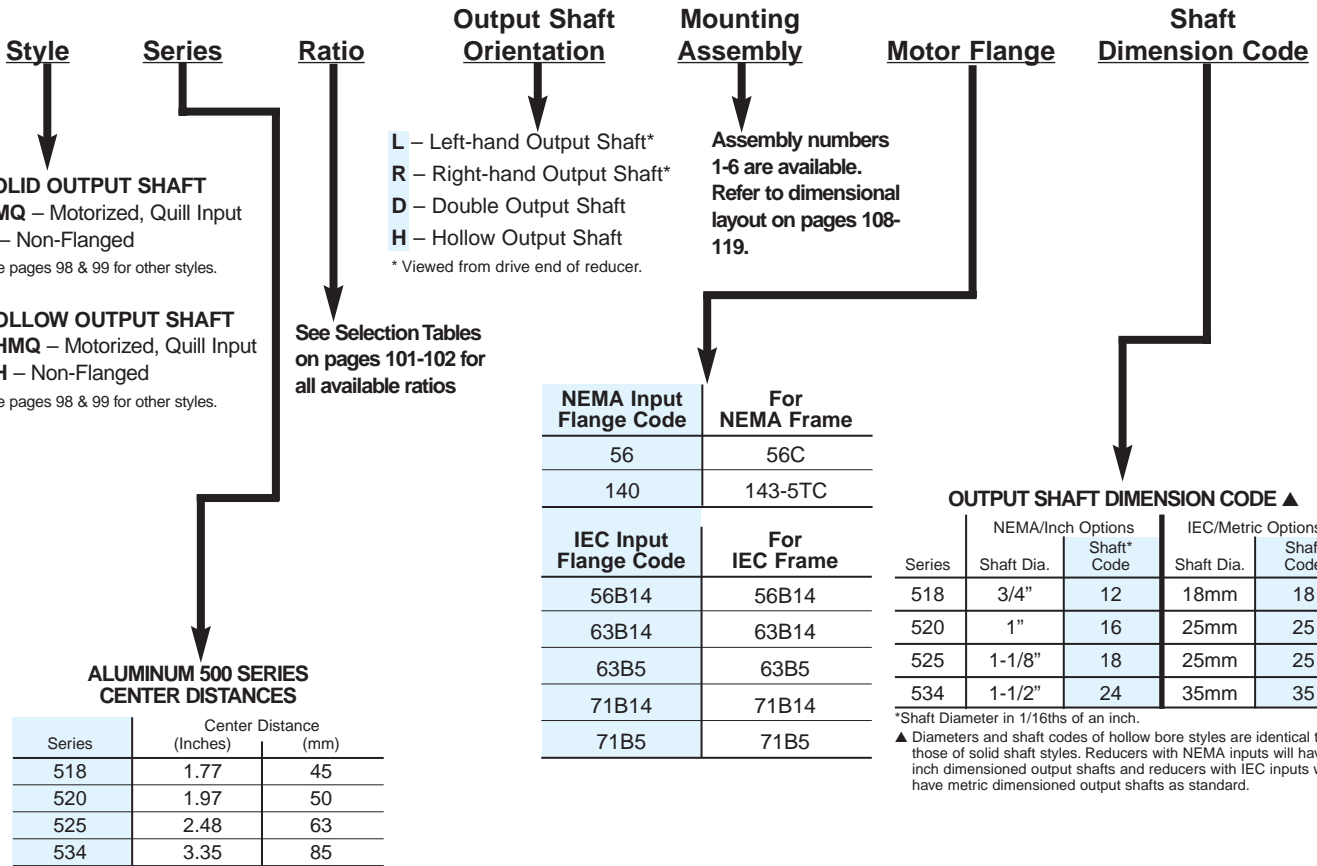 Style
Series
Ratio
Output Shaft
Orientation
Mounting
Assembly
Motor Flange
Shaft
Dimension Code
OLID OUTPUT SHAFT
MQ – Motorized, Quill Input
– Non-Flanged
e pages 98 & 99 for other styles.
OLLOW OUTPUT SHAFT
HMQ – Motorized, Quill Input
H – Non-Flanged
e pages 98 & 99 for other styles.
See Selection Tables
on pages 101-102 for
all available ratios
L – Left-hand Output Shaft*
R – Right-hand Output Shaft*
D – Double Output Shaft
H – Hollow Output Shaft
* Viewed from drive end of reducer.
Assembly numbers
1-6 are available.
Refer to dimensional
layout on pages 108-
119.
NEMA Input For
Flange Code NEMA Frame
56 56C
140 143-5TC
IEC Input For
Flange Code IEC Frame
56B14 56B14
63B14 63B14
63B5 63B5
71B14 71B14
71B5 71B5
OUTPUT SHAFT DIMENSION CODE ▲
NEMA/Inch Options IEC/Metric Options
Shaft* Shaf
Series Shaft Dia. Code Shaft Dia. Code
518 3/4” 12 18mm 18
520 1” 16 25mm 25
525 1-1/8” 18 25mm 25
534 1-1/2” 24 35mm 35
*Shaft Diameter in 1/16ths of an inch.
▲ Diameters and shaft codes of hollow bore styles are identical t
those of solid shaft styles. Reducers with NEMA inputs will hav
inch dimensioned output shafts and reducers with IEC inputs w
have metric dimensioned output shafts as standard.
ALUMINUM 500 SERIES
CENTER DISTANCES
Center Distance
Series (Inches) (mm)
518 1.77 45
520 1.97 50
525 2.48 63
534 3.35 85